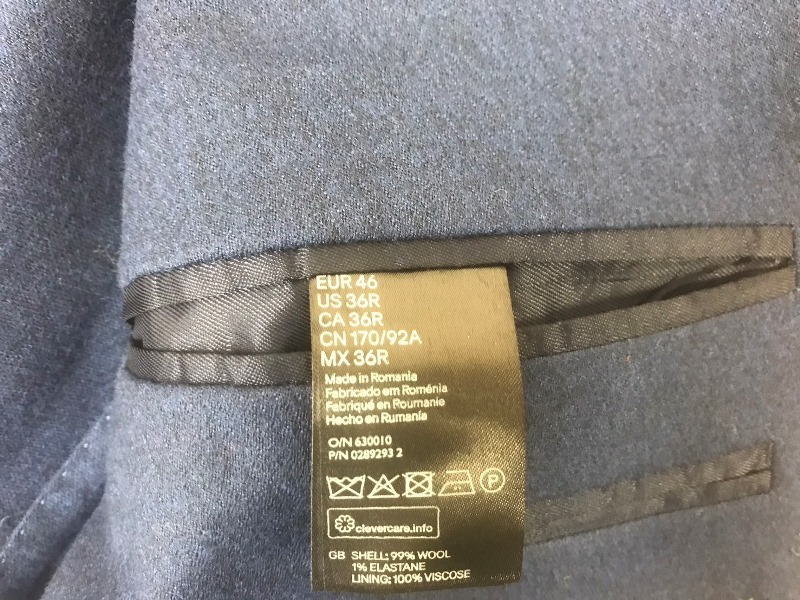 EUR 46
US 36R
CA 36R
CN 170/92A
MX 36R
Made in Romania
Fabricado em Roménia
Fabriqué en Roumanie
Hecho en Rumanía
O/N 630010
P/N 0289293 2
P
clevercare.info
GB SHELL: 99% WOOL
1% ELASTANE
LINING: 100% VISCOSE